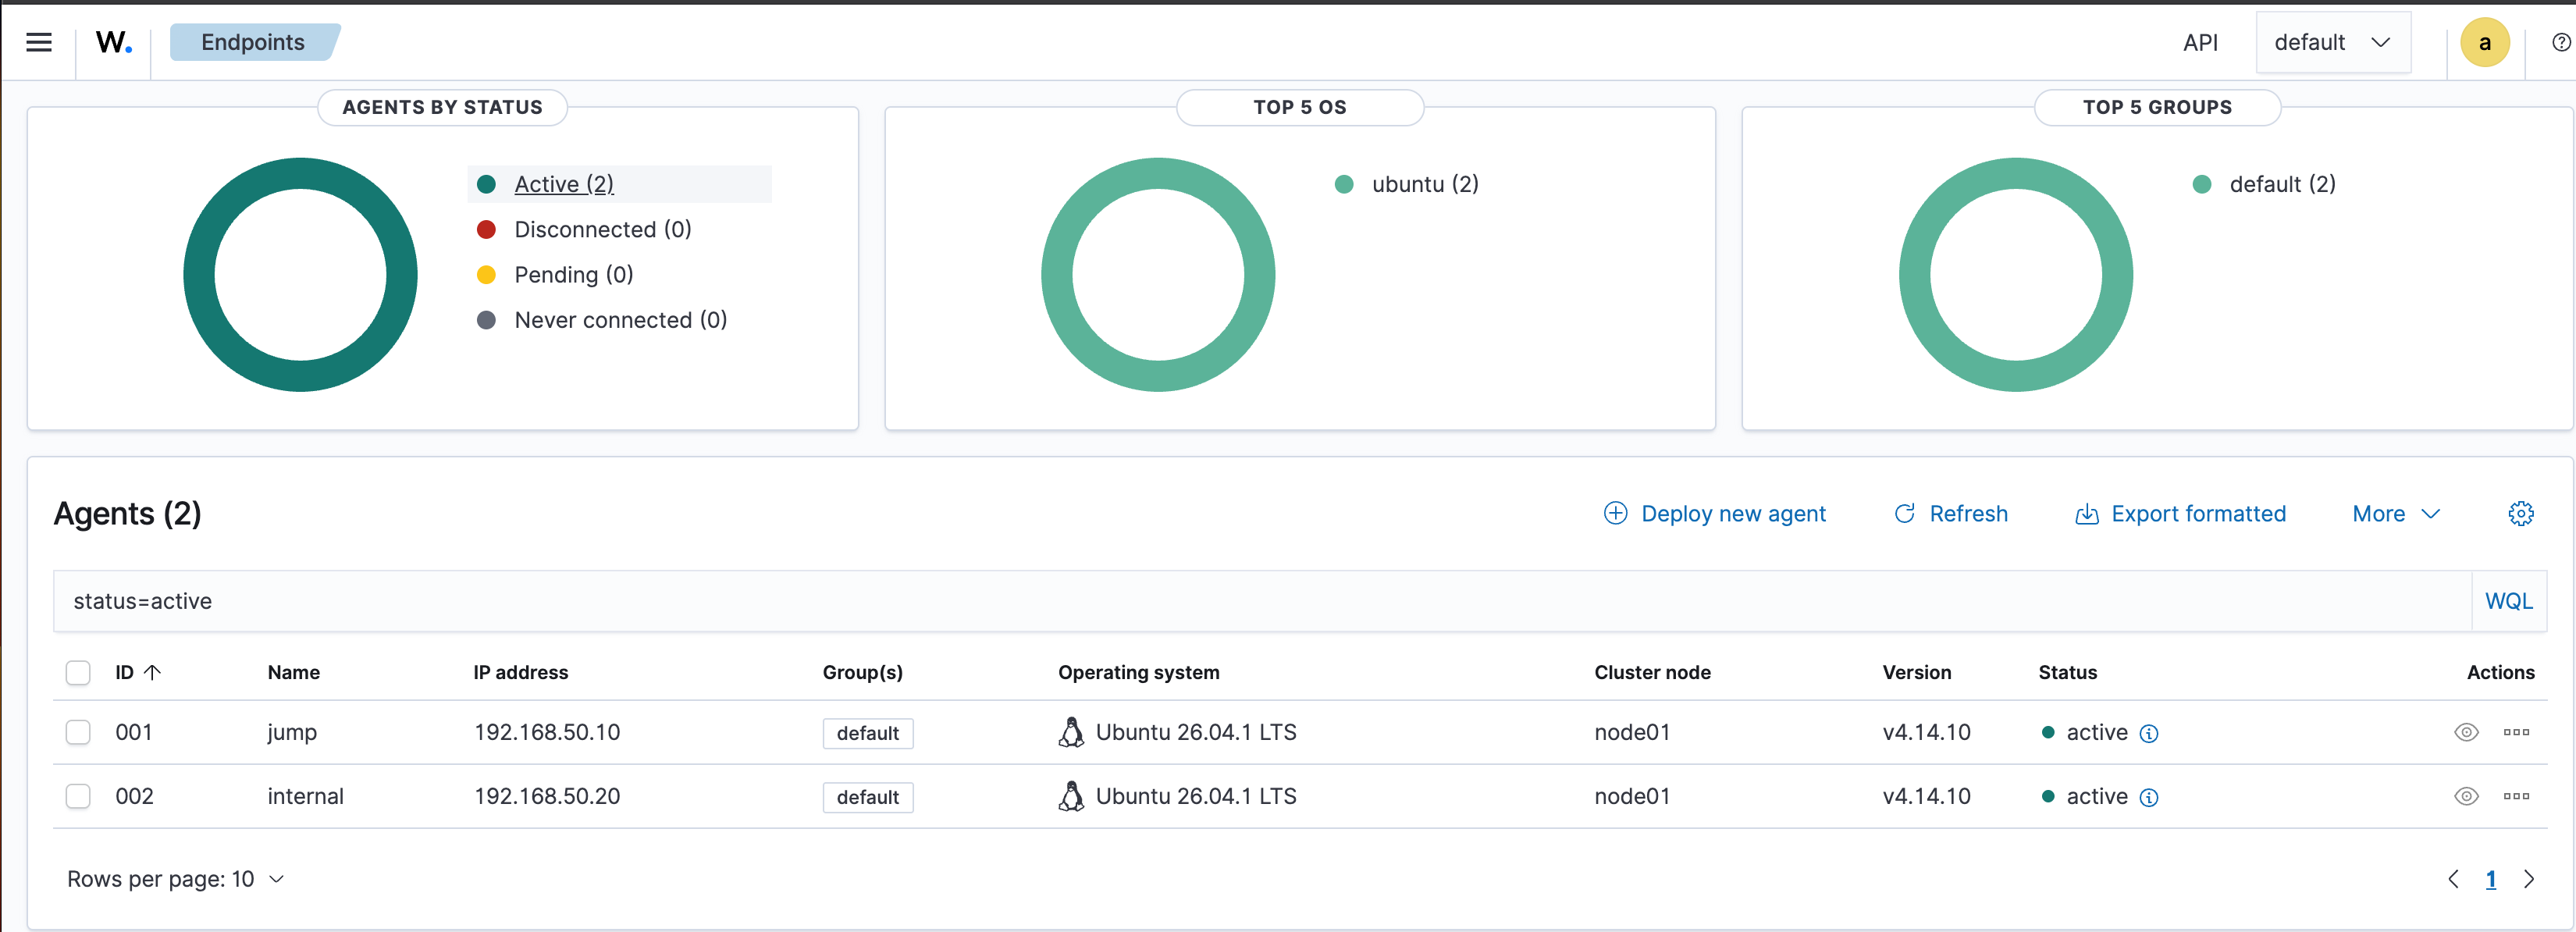 W. Endpoints API default a
AGENTS BY STATUS TOP 5 OS TOP 5 GROUPS
Active (2)
Disconnected (0)
Pending (0)
Never connected (0)
ubuntu (2)
default (2)
Agents (2) Deploy new agent Refresh Export formatted More
status=active WQL
ID Name IP address Group(s) Operating system Cluster node Version Status Actions
001 jump 192.168.50.10 default Ubuntu 26.04.1 LTS node01 v4.14.10 active
002 internal 192.168.50.20 default Ubuntu 26.04.1 LTS node01 v4.14.10 active
Rows per page: 10 1